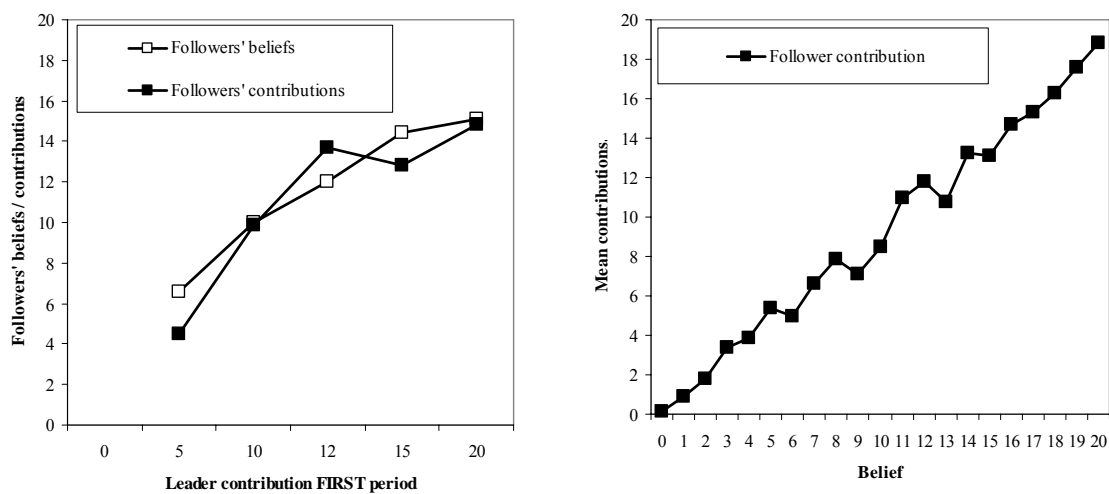 20
18
16
14
12
10
8
6
4
2
0
Followers' beliefs / contributions
Followers' beliefs
Followers' contributions
0 5 10 12 15 20
Leader contribution FIRST period
20
18
16
14
12
10
8
6
4
2
0
Mean contributions.
Follower contribution
0 1 2 3 4 5 6 7 8 9 10 11 12 13 14 15 16 17 18 19 20
Belief